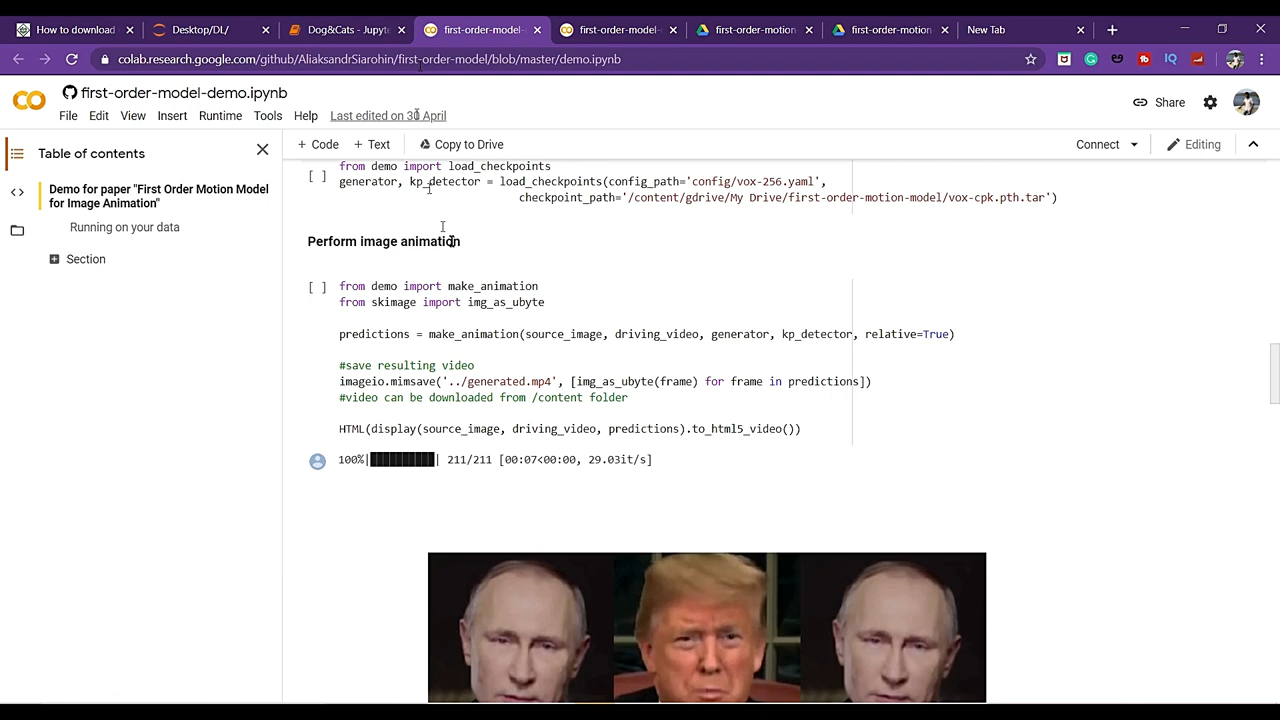 How to download
Desktop/DL/
Dog&Cats - Jupyte
first-order-model-
first-order-model-
first-order-motion
first-order-motion
New Tab
colab.research.google.com/github/AliaksandrSiarohin/first-order-model/blob/master/demo.ipynb
first-order-model-demo.ipynb
File Edit View Insert Runtime Tools Help Last edited on 30 April
Share
+ Code + Text Copy to Drive
Connect
Editing
Table of contents
Demo for paper "First Order Motion Model
for Image Animation"
Running on your data
Section
from demo import load_checkpoints
[ ] generator, kp_detector = load_checkpoints(config_path='config/vox-256.yaml',
checkpoint_path='/content/gdrive/My Drive/first-order-motion-model/vox-cpk.pth.tar')
Perform image animation
[ ] from demo import make_animation
from skimage import img_as_ubyte
predictions = make_animation(source_image, driving_video, generator, kp_detector, relative=True)
#save resulting video
imageio.mimsave('../generated.mp4', [img_as_ubyte(frame) for frame in predictions])
#video can be downloaded from /content folder
HTML(display(source_image, driving_video, predictions).to_html5_video())
100%|██████████| 211/211 [00:07<00:00, 29.03it/s]